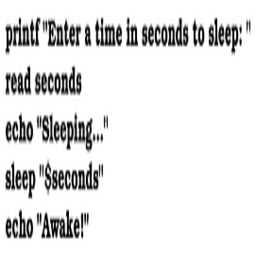 printf "Enter a time in seconds to sleep: "
read seconds
echo "Sleeping..."
sleep "$seconds"
echo "Awake!"